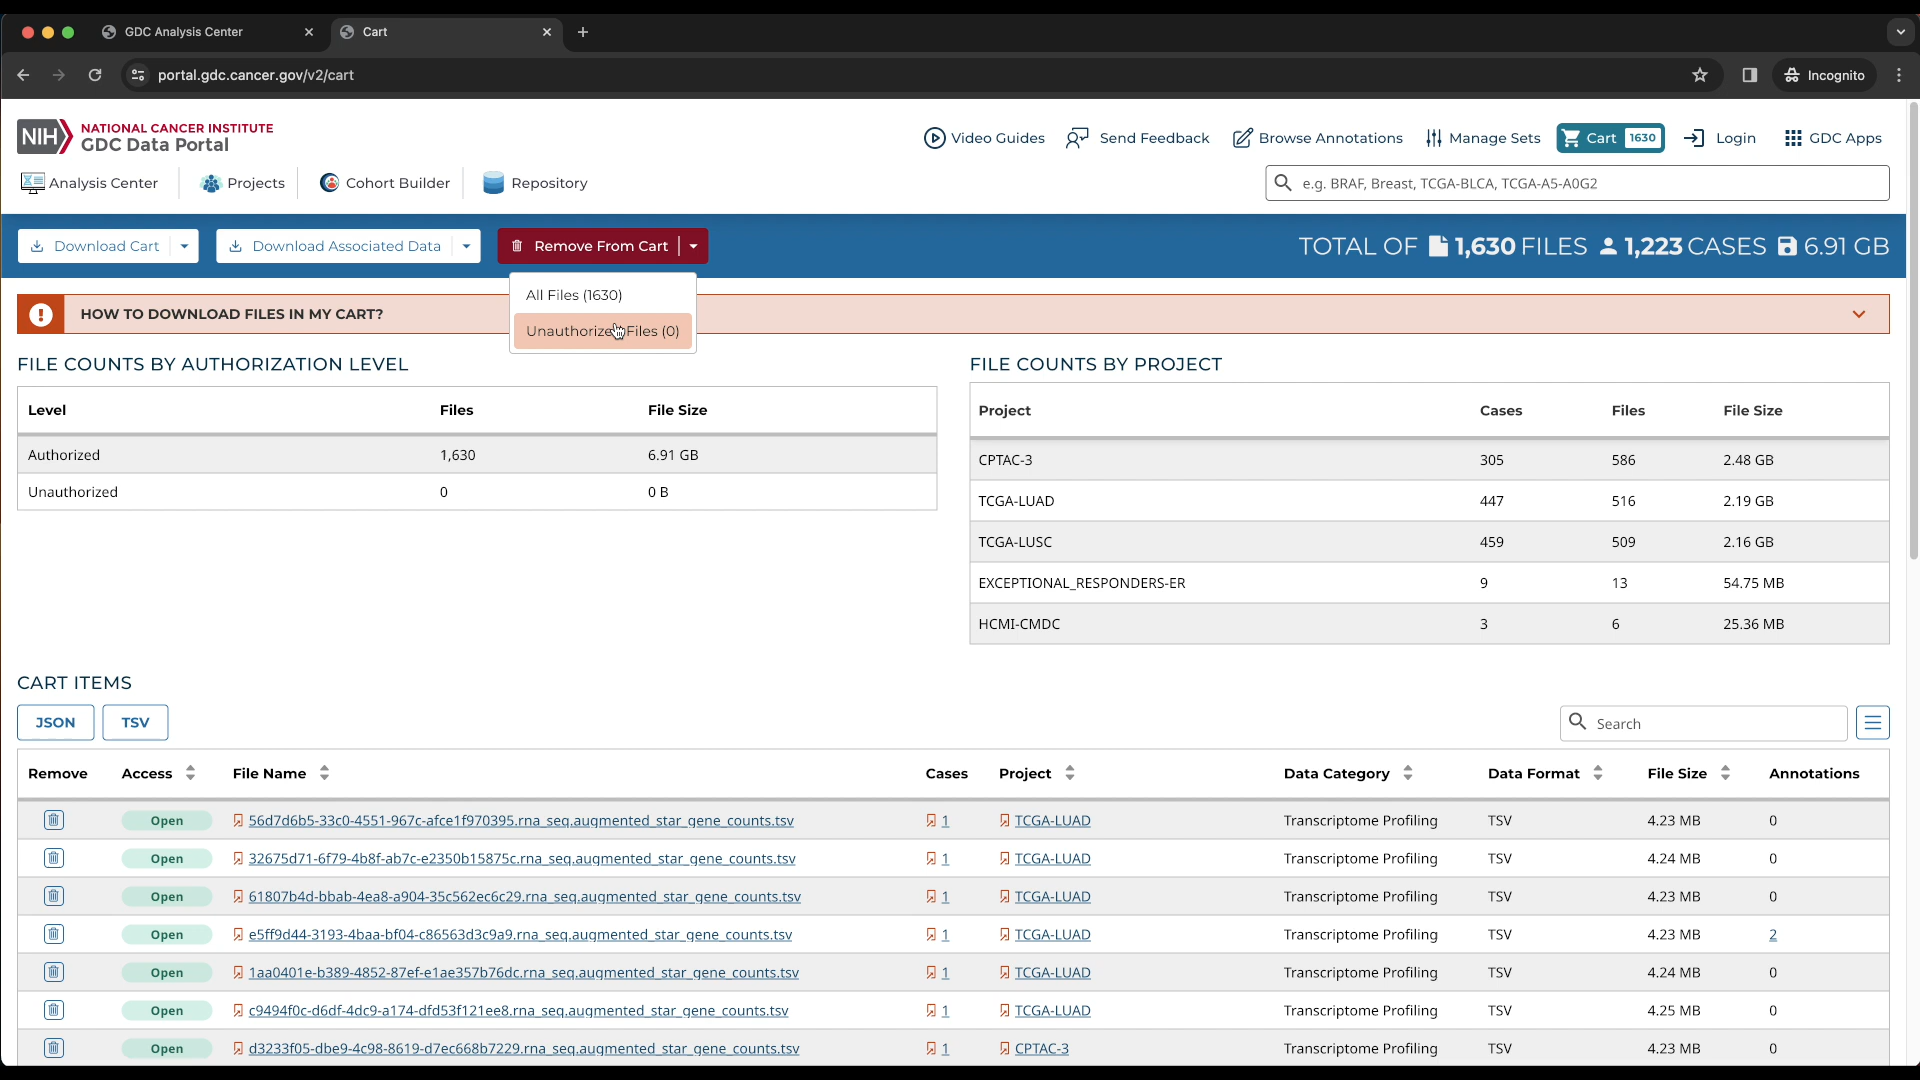 GDC Analysis Center
Cart
portal.gdc.cancer.gov/v2/cart
Incognito
NIH
NATIONAL CANCER INSTITUTE
GDC Data Portal
Video Guides
Send Feedback
Browse Annotations
Manage Sets
Cart 1630
Login
GDC Apps
Analysis Center
Projects
Cohort Builder
Repository
e.g. BRAF, Breast, TCGA-BLCA, TCGA-A5-A0G2
Download Cart
Download Associated Data
Remove From Cart
TOTAL OF 1,630 FILES 1,223 CASES 6.91 GB
All Files (1630)
Unauthorized Files (0)
HOW TO DOWNLOAD FILES IN MY CART?
FILE COUNTS BY AUTHORIZATION LEVEL
Level Files File Size
Authorized 1,630 6.91 GB
Unauthorized 0 0 B
FILE COUNTS BY PROJECT
Project Cases Files File Size
CPTAC-3 305 586 2.48 GB
TCGA-LUAD 447 516 2.19 GB
TCGA-LUSC 459 509 2.16 GB
EXCEPTIONAL_RESPONDERS-ER 9 13 54.75 MB
HCMI-CMDC 3 6 25.36 MB
CART ITEMS
JSON
TSV
Search
Remove Access File Name Cases Project Data Category Data Format File Size Annotations
Open 56d7d6b5-33c0-4551-967c-afce1f970395.rna_seq.augmented_star_gene_counts.tsv 1 TCGA-LUAD Transcriptome Profiling TSV 4.23 MB 0
Open 32675d71-6f79-4b8f-ab7c-e2350b15875c.rna_seq.augmented_star_gene_counts.tsv 1 TCGA-LUAD Transcriptome Profiling TSV 4.24 MB 0
Open 61807b4d-bbab-4ea8-a904-35c562ec6c29.rna_seq.augmented_star_gene_counts.tsv 1 TCGA-LUAD Transcriptome Profiling TSV 4.23 MB 0
Open e5ff9d44-3193-4baa-bf04-c86563d3c9a9.rna_seq.augmented_star_gene_counts.tsv 1 TCGA-LUAD Transcriptome Profiling TSV 4.23 MB 2
Open 1aa0401e-b389-4852-87ef-e1ae357b76dc.rna_seq.augmented_star_gene_counts.tsv 1 TCGA-LUAD Transcriptome Profiling TSV 4.24 MB 0
Open c9494f0c-d6df-4dc9-a174-dfd53f121ee8.rna_seq.augmented_star_gene_counts.tsv 1 TCGA-LUAD Transcriptome Profiling TSV 4.25 MB 0
Open d3233f05-dbe9-4c98-8619-d7ec668b7229.rna_seq.augmented_star_gene_counts.tsv 1 CPTAC-3 Transcriptome Profiling TSV 4.23 MB 0